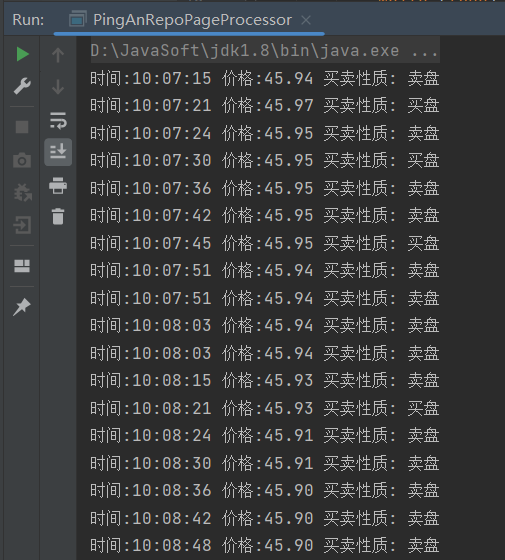 Run: PingAnRepoPageProcessor
D:\JavaSoft\jdk1.8\bin\java.exe ...
时间:10:07:15 价格:45.94 买卖性质: 卖盘
时间:10:07:21 价格:45.97 买卖性质: 买盘
时间:10:07:24 价格:45.95 买卖性质: 卖盘
时间:10:07:30 价格:45.95 买卖性质: 买盘
时间:10:07:36 价格:45.95 买卖性质: 卖盘
时间:10:07:42 价格:45.95 买卖性质: 卖盘
时间:10:07:45 价格:45.95 买卖性质: 买盘
时间:10:07:51 价格:45.94 买卖性质: 卖盘
时间:10:07:51 价格:45.94 买卖性质: 卖盘
时间:10:08:03 价格:45.94 买卖性质: 卖盘
时间:10:08:03 价格:45.94 买卖性质: 卖盘
时间:10:08:15 价格:45.93 买卖性质: 卖盘
时间:10:08:21 价格:45.93 买卖性质: 买盘
时间:10:08:24 价格:45.91 买卖性质: 卖盘
时间:10:08:30 价格:45.91 买卖性质: 卖盘
时间:10:08:36 价格:45.90 买卖性质: 卖盘
时间:10:08:42 价格:45.90 买卖性质: 卖盘
时间:10:08:48 价格:45.90 买卖性质: 卖盘